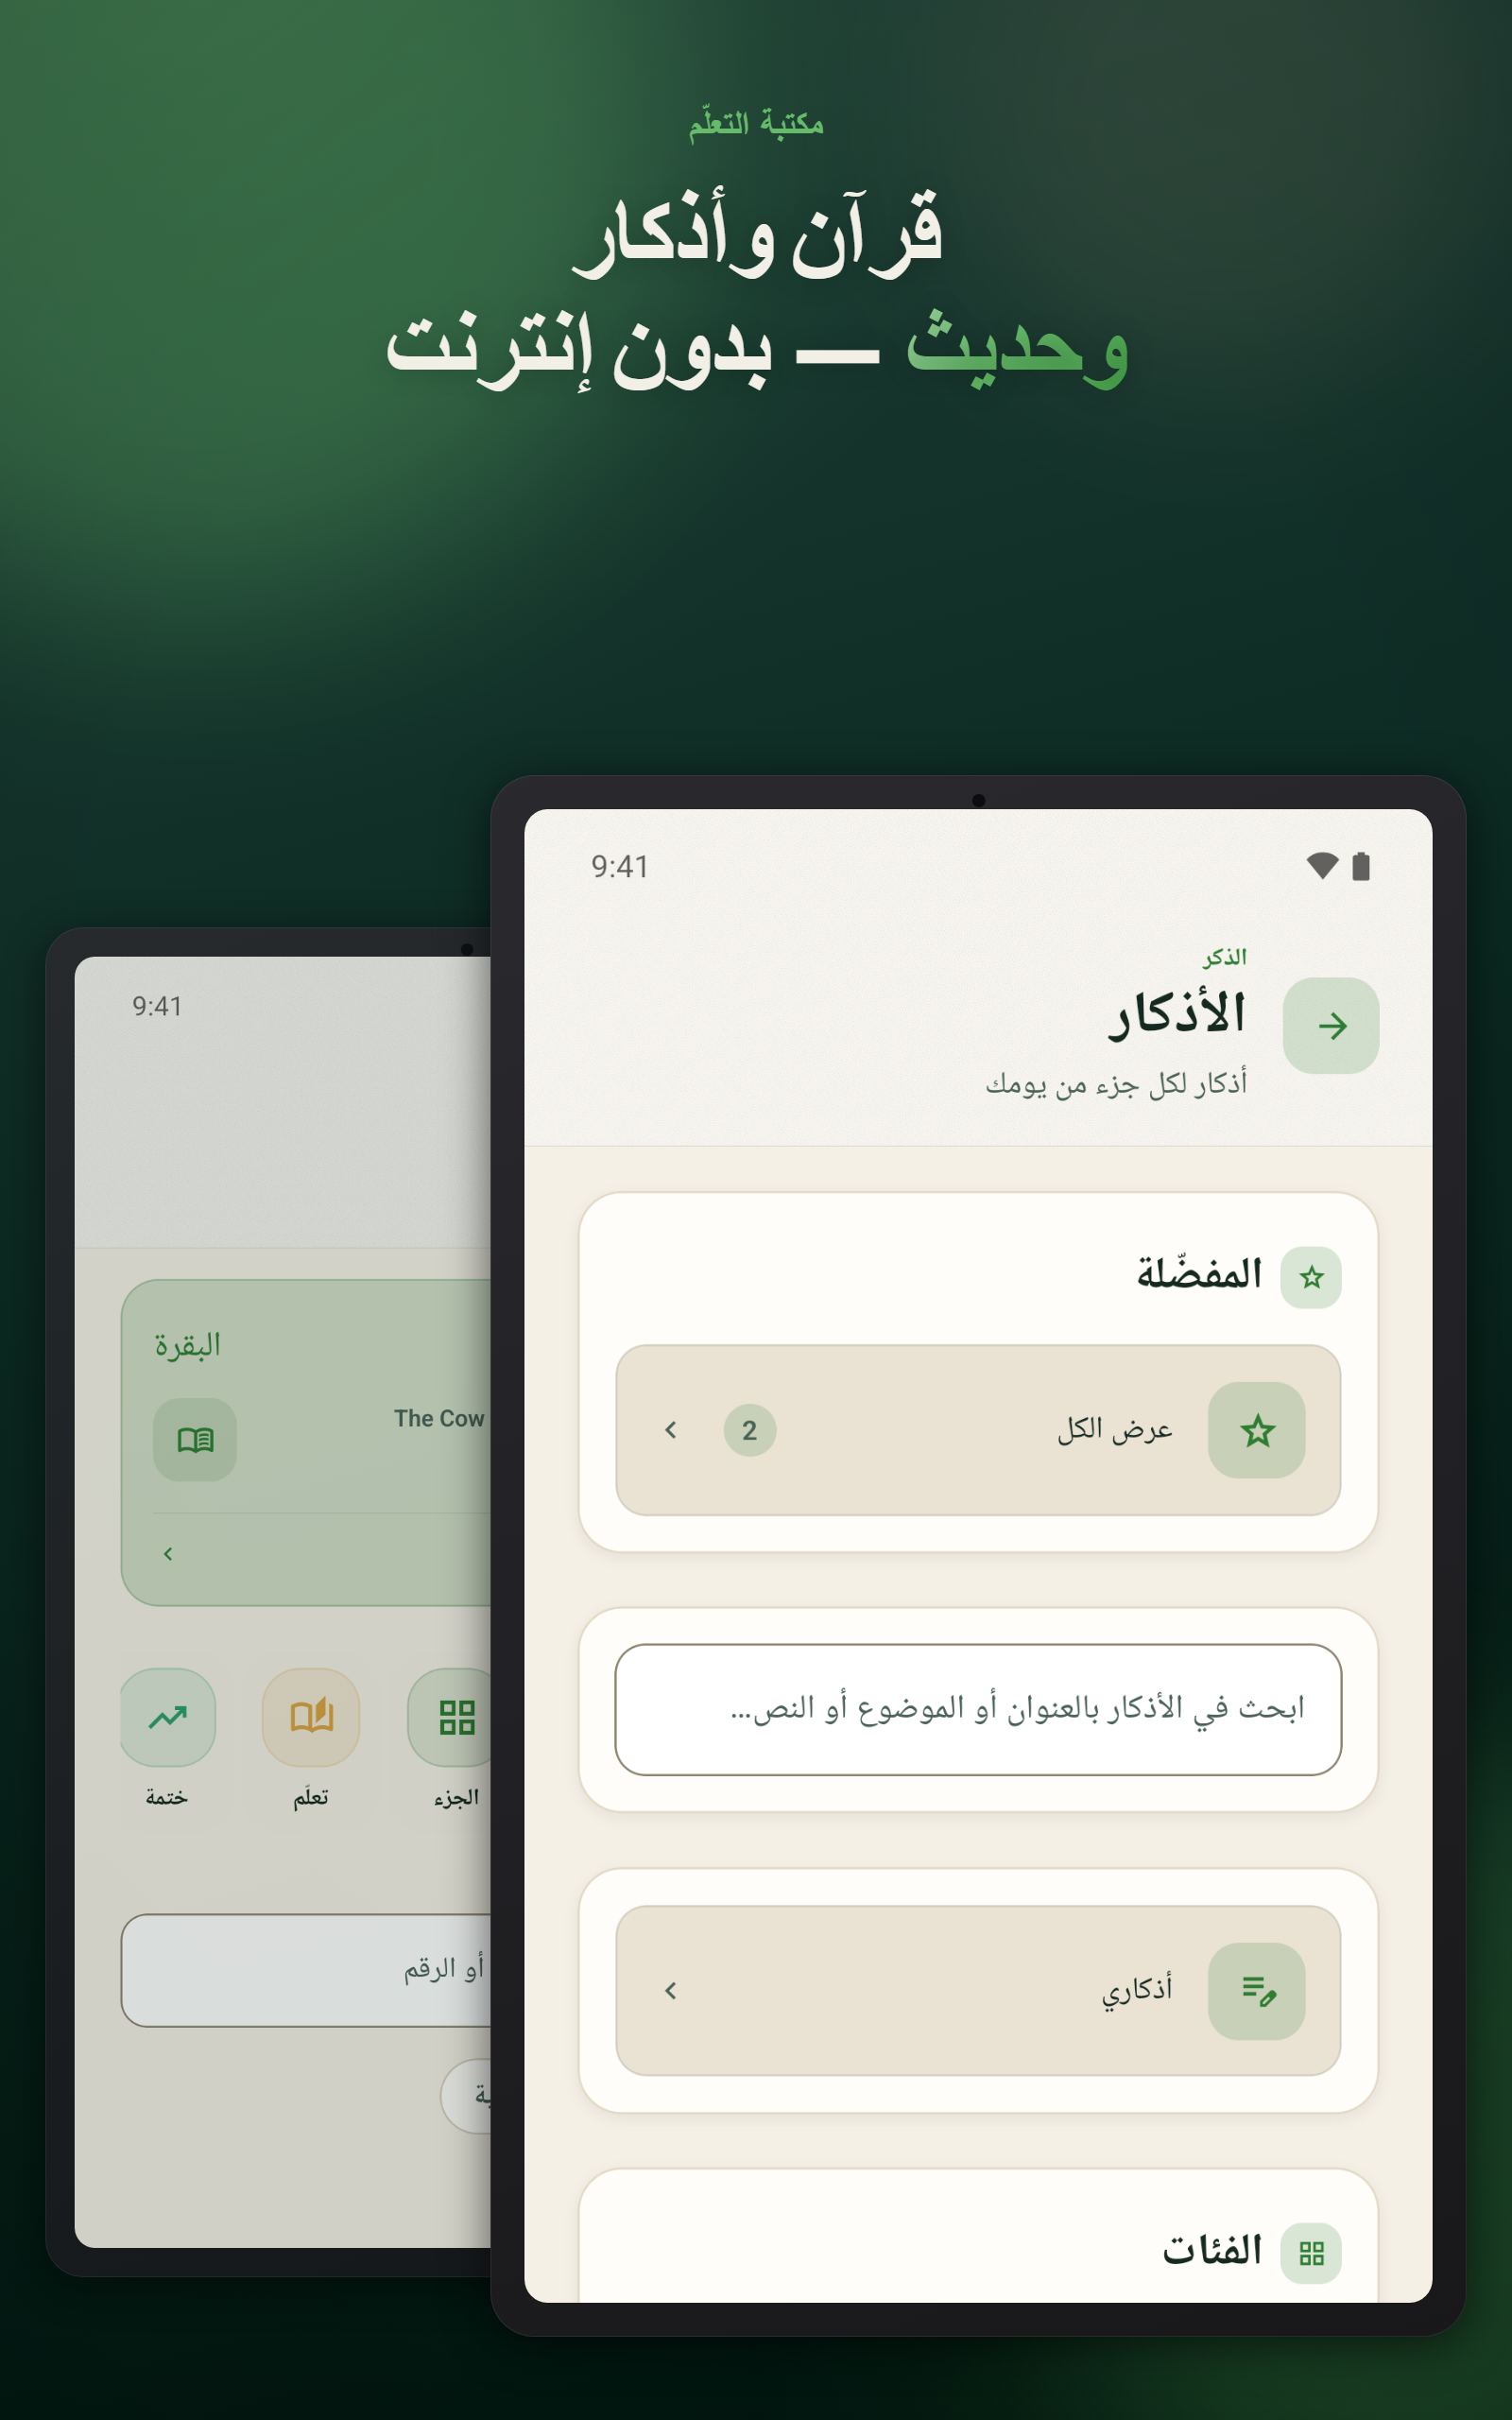 مكتبة التعلّم
قرآن وأذكار
وحديث — بدون إنترنت
9:41
الذكر
الأذكار
أذكار لكل جزء من يومك
المفضّلة
عرض الكل
2
ابحث في الأذكار بالعنوان أو الموضوع أو النص...
أذكاري
الفئات
9:41
البقرة
The Cow
الجزء
تعلّم
ختمة
أو الرقم